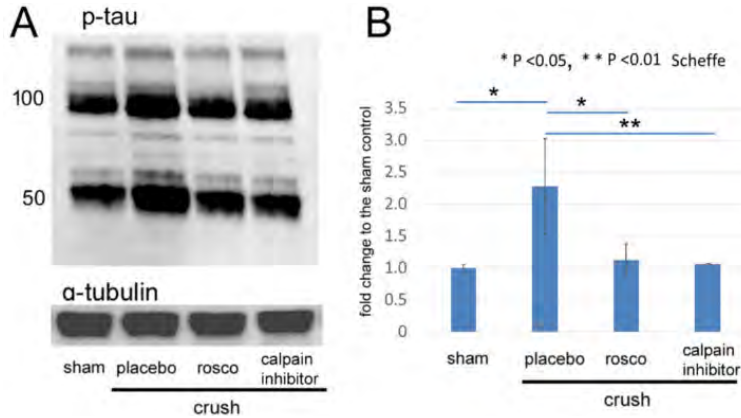 A
p-tau
100
50
α-tubulin
sham placebo rosco calpain
inhibitor
crush
B
* P <0.05, * * P <0.01 Scheffe
fold change to the sham control
3.5
3.0
2.5
2.0
1.5
1.0
0.5
0
*
*
**
sham placebo rosco calpain
inhibitor
crush